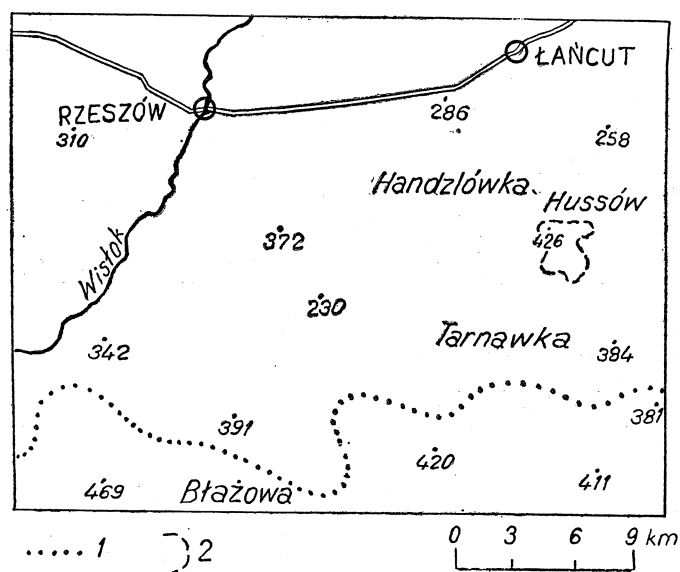 ŁAŃCUT
RZESZÓW
286
310
258
Handzlówka
Hussów
426
372
Wisłok
230
Tarnawka
342
384
381
391
420
469
Błażowa
411
1
2
0 3 6 9 km